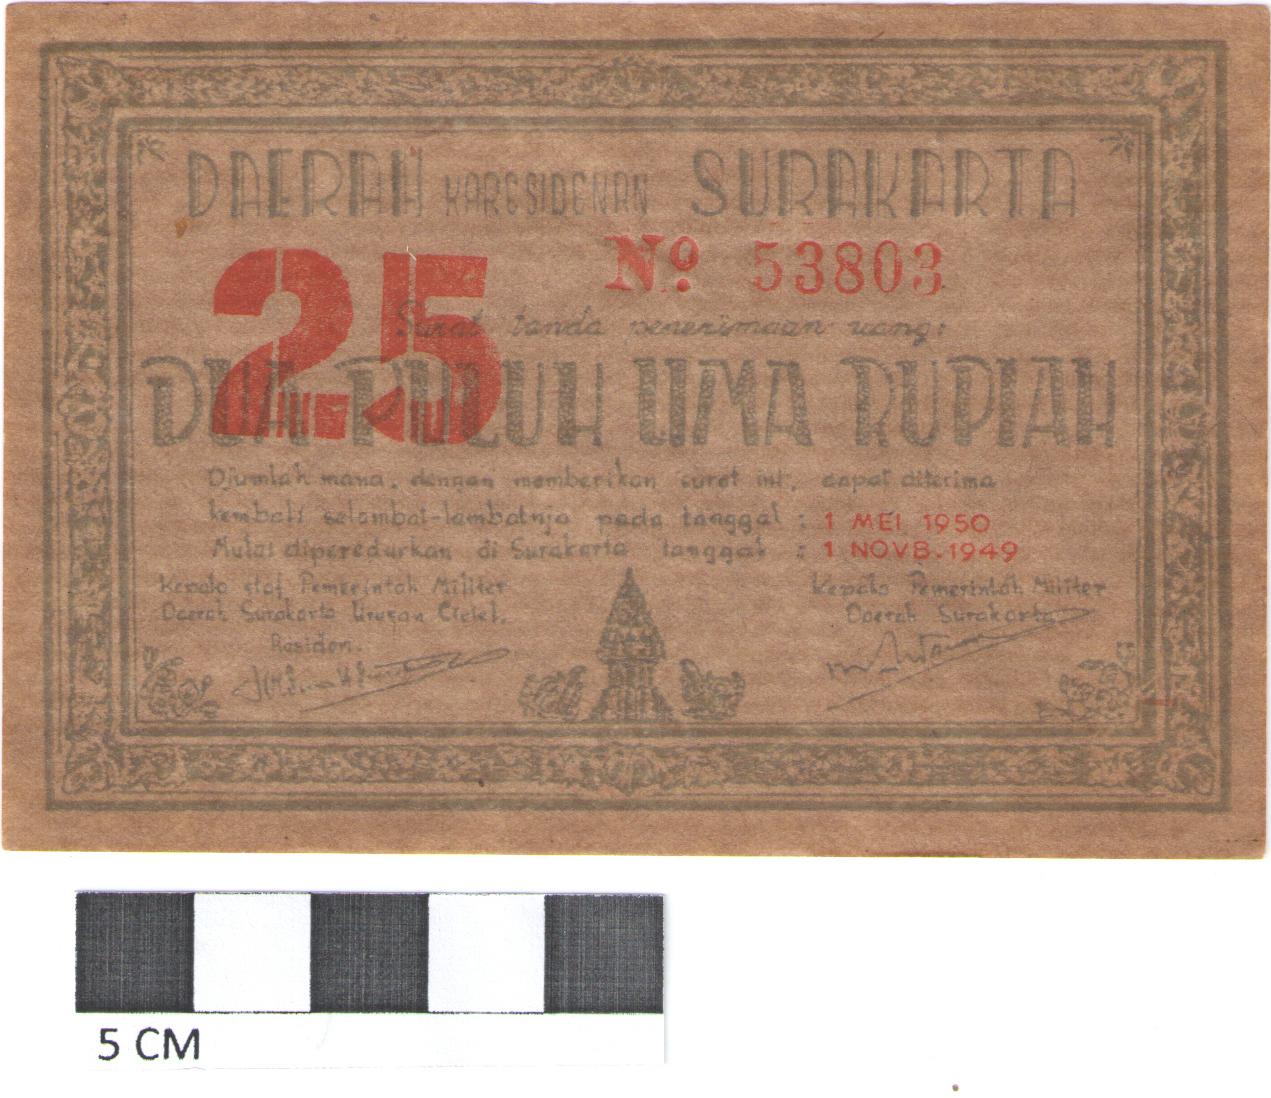 DAERAH KARESIDENAN SURAKARTA
25
No. 53803
Surat tanda penerimaan uang:
DUA PULUH LIMA RUPIAH
Djumlah mana, dengan memberikan surat ini, dapat diterima
kembali selambat-lambatnja pada tanggal : 1 MEI 1950
Mulai diperedarkan di Surakarta tanggal : 1 NOVB. 1949
Kepala staf Pemerintah Militer
Daerah Surakarta Urusan Ciciel.
Residen.
Kepala Pemerintah Militer
Daerah Surakarta.
5 CM